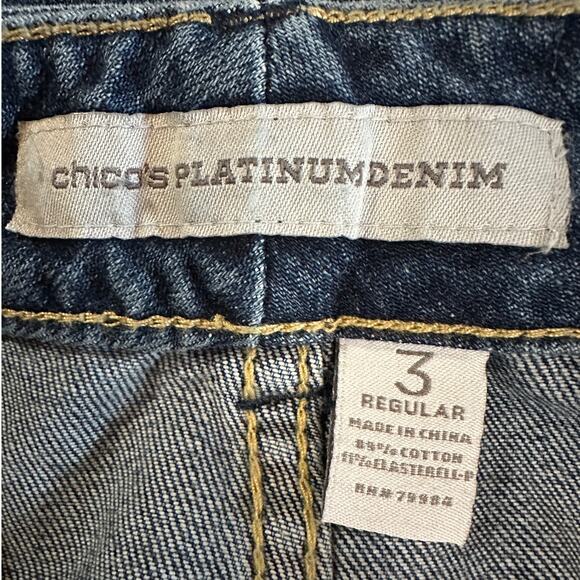 chico's PLATINUMDENIM
3
REGULAR
MADE IN CHINA
89% COTTON
11% ELASTERELL-P
RN# 79984